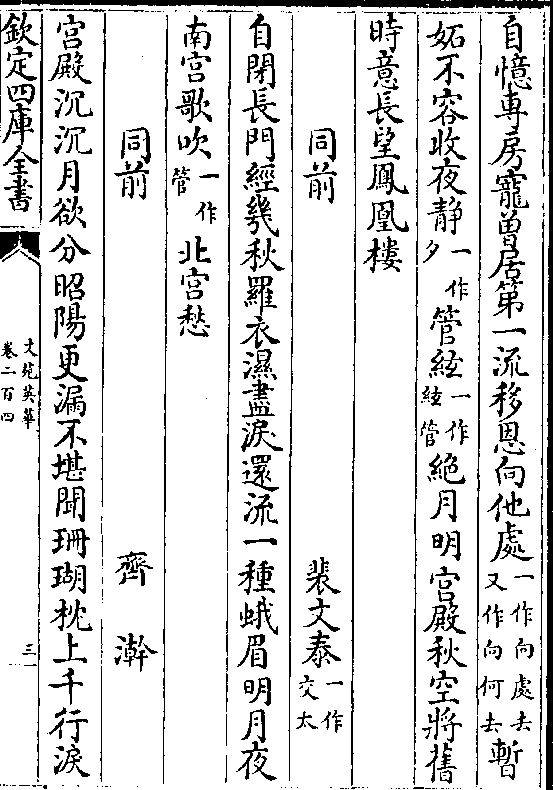 自憶專房寵曽居第一流移恩向他處一作向處去又作向何去暫
妬不容收夜靜一作夕管絃一作絃管絶月明宫殿秋空將舊
時意長望鳳凰樓
同前 裴文泰一作交太
自閉長門經幾秋羅衣濕盡淚還流一種蛾眉明月夜
南宫歌吹一作管北宫愁
同前 齊澣
宫殿沉沉月欲分昭陽更漏不堪聞珊瑚枕上千行淚
欽定四庫全書
文苑英華
卷二百四
三